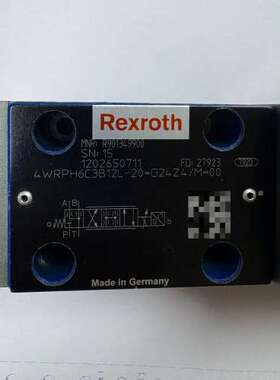 Rexroth
MNR: R901349900
SN: 15
1202650711 FD: 27923
4WRPH6C3B12L-20=G24Z4/M=00
A B
P T
Made in Germany